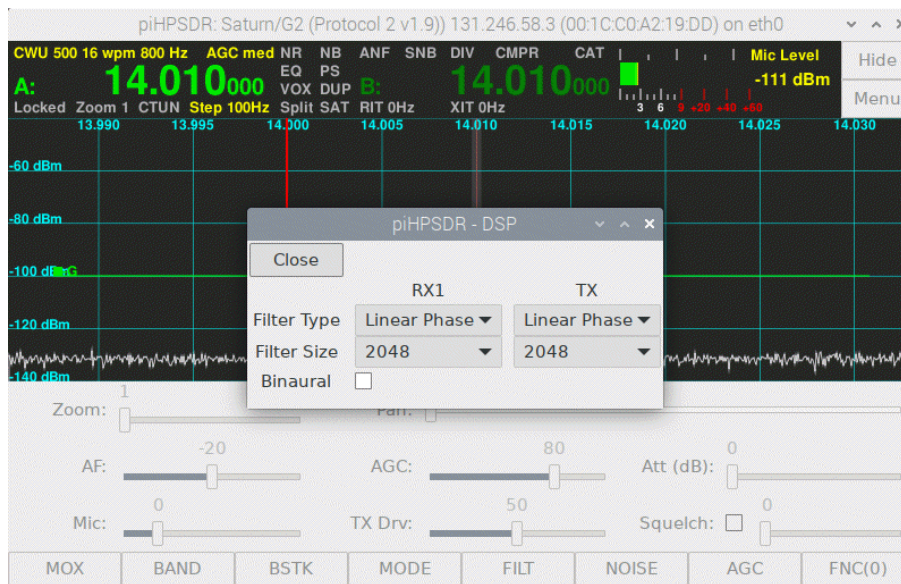 piHPSDR: Saturn/G2 (Protocol 2 v1.9)) 131.246.58.3 (00:1C:C0:A2:19:DD) on eth0
CWU 500 16 wpm 800 Hz AGC med NR NB ANF SNB DIV CMPR CAT Mic Level Hide
EQ PS
A: 14.010000 VOX DUP B: 14.010000 -111 dBm
Locked Zoom 1 CTUN Step 100Hz Split SAT RIT 0Hz XIT 0Hz 3 6 9 +20 +40 +60 Menu
13.990 13.995 14.000 14.005 14.010 14.015 14.020 14.025 14.030
-60 dBm
-80 dBm
piHPSDR - DSP
Close
-100 G
RX1 TX
Filter Type Linear Phase Linear Phase
-120 dBm
Filter Size 2048 2048
-140 dBm
Binaural
Zoom: 1 Pan:
AF: -20 AGC: 80 Att (dB): 0
Mic: 0 TX Drv: 50 Squelch: 0
MOX BAND BSTK MODE FILT NOISE AGC FNC(0)